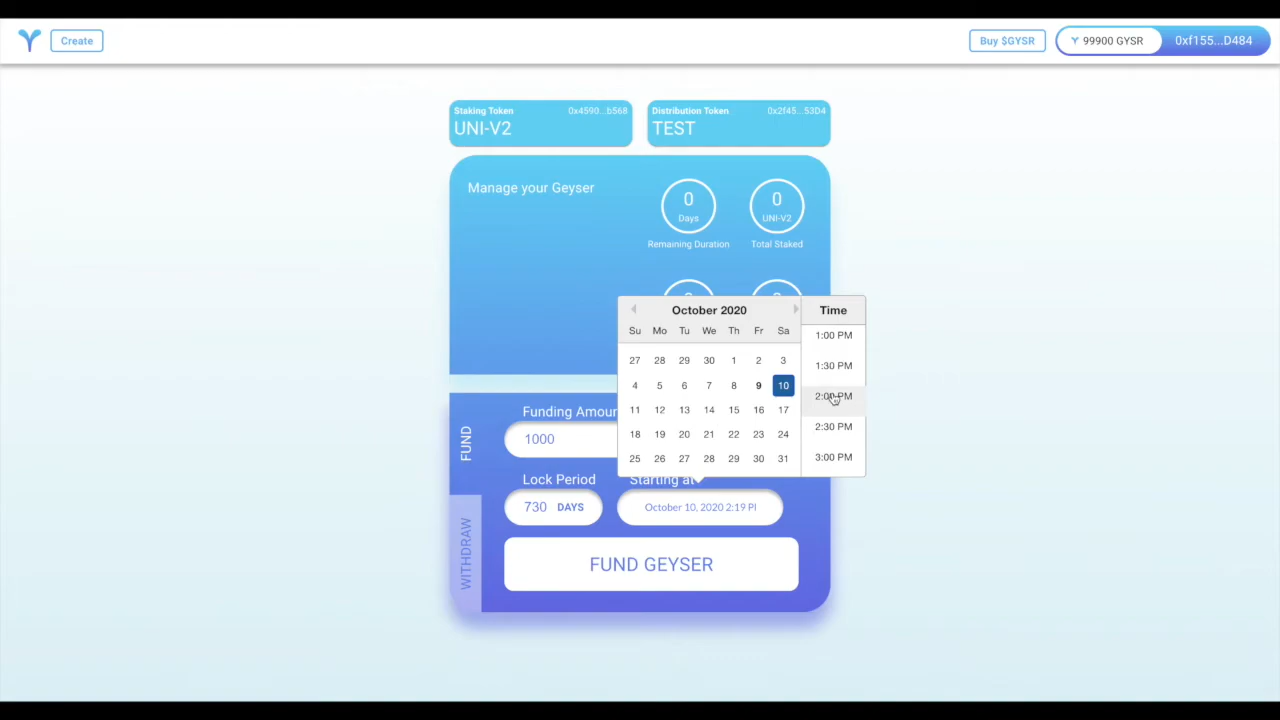 Create
Buy $GYSR
99900 GYSR
0xf155...D484
Staking Token
0x4590...b568
UNI-V2
Distribution Token
0x2f45...53D4
TEST
Manage your Geyser
0
Days
Remaining Duration
0
UNI-V2
Total Staked
October 2020
Su Mo Tu We Th Fr Sa
27 28 29 30 1 2 3
4 5 6 7 8 9 10
11 12 13 14 15 16 17
18 19 20 21 22 23 24
25 26 27 28 29 30 31
Time
1:00 PM
1:30 PM
2:00 PM
2:30 PM
3:00 PM
FUND
Funding Amour
1000
Lock Period
730 DAYS
Starting at
October 10, 2020 2:19 PI
WITHDRAW
FUND GEYSER